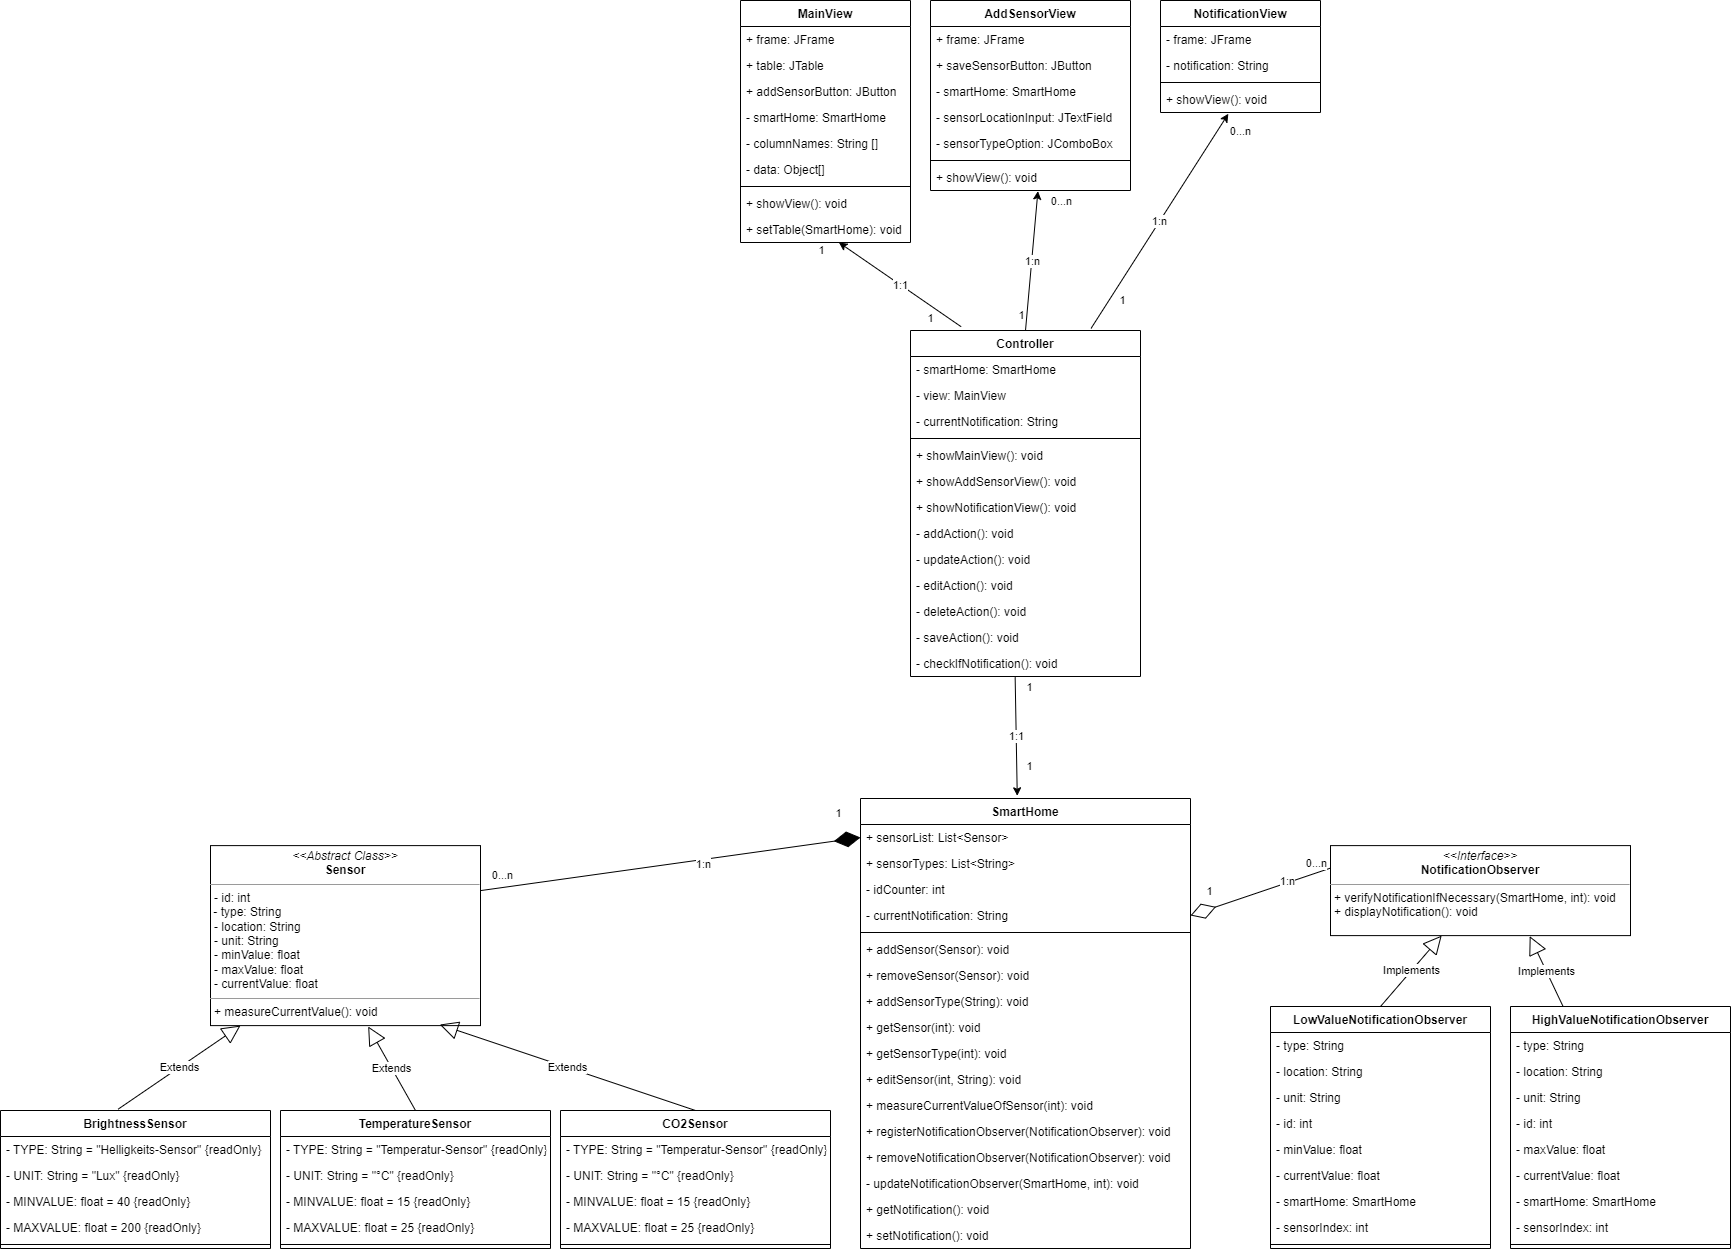 MainView
+ frame: JFrame
+ table: JTable
+ addSensorButton: JButton
- smartHome: SmartHome
- columnNames: String []
- data: Object[]
+ showView(): void
+ setTable(SmartHome): void
AddSensorView
+ frame: JFrame
+ saveSensorButton: JButton
- smartHome: SmartHome
- sensorLocationInput: JTextField
- sensorTypeOption: JComboBox
+ showView(): void
NotificationView
- frame: JFrame
- notification: String
+ showView(): void
1
1:1
1
0...n
1:n
1
0...n
1:n
1
Controller
- smartHome: SmartHome
- view: MainView
- currentNotification: String
+ showMainView(): void
+ showAddSensorView(): void
+ showNotificationView(): void
- addAction(): void
- updateAction(): void
- editAction(): void
- deleteAction(): void
- saveAction(): void
- checkIfNotification(): void
1
1:1
1
SmartHome
+ sensorList: List<Sensor>
+ sensorTypes: List<String>
- idCounter: int
- currentNotification: String
+ addSensor(Sensor): void
+ removeSensor(Sensor): void
+ addSensorType(String): void
+ getSensor(int): void
+ getSensorType(int): void
+ editSensor(int, String): void
+ measureCurrentValueOfSensor(int): void
+ registerNotificationObserver(NotificationObserver): void
+ removeNotificationObserver(NotificationObserver): void
- updateNotificationObserver(SmartHome, int): void
+ getNotification(): void
+ setNotification(): void
1
1:n
0...n
<<Abstract Class>>
Sensor
- id: int
- type: String
- location: String
- unit: String
- minValue: float
- maxValue: float
- currentValue: float
+ measureCurrentValue(): void
Extends
Extends
Extends
BrightnessSensor
- TYPE: String = "Helligkeits-Sensor" {readOnly}
- UNIT: String = "Lux" {readOnly}
- MINVALUE: float = 40 {readOnly}
- MAXVALUE: float = 200 {readOnly}
TemperatureSensor
- TYPE: String = "Temperatur-Sensor" {readOnly}
- UNIT: String = "°C" {readOnly}
- MINVALUE: float = 15 {readOnly}
- MAXVALUE: float = 25 {readOnly}
CO2Sensor
- TYPE: String = "Temperatur-Sensor" {readOnly}
- UNIT: String = "°C" {readOnly}
- MINVALUE: float = 15 {readOnly}
- MAXVALUE: float = 25 {readOnly}
1
1:n
0...n
<<Interface>>
NotificationObserver
+ verifyNotificationIfNecessary(SmartHome, int): void
+ displayNotification(): void
Implements
Implements
LowValueNotificationObserver
- type: String
- location: String
- unit: String
- id: int
- minValue: float
- currentValue: float
- smartHome: SmartHome
- sensorIndex: int
HighValueNotificationObserver
- type: String
- location: String
- unit: String
- id: int
- maxValue: float
- currentValue: float
- smartHome: SmartHome
- sensorIndex: int